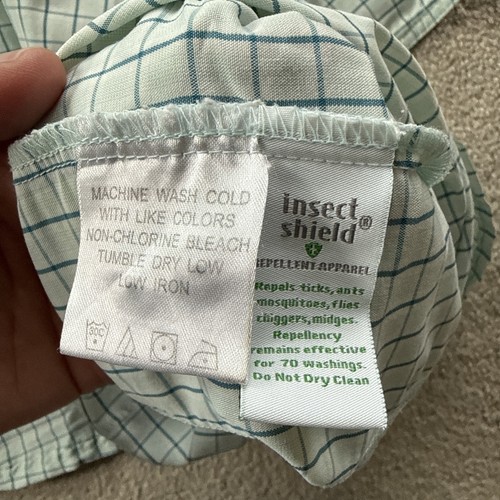 MACHINE WASH COLD
WITH LIKE COLORS
NON-CHLORINE BLEACH
TUMBLE DRY LOW
LOW IRON
30C
insect
shield®
REPELLENT APPAREL
Repels ticks, ants
mosquitoes, flies
chiggers, midges.
Repellency
remains effective
for 70 washings.
Do Not Dry Clean